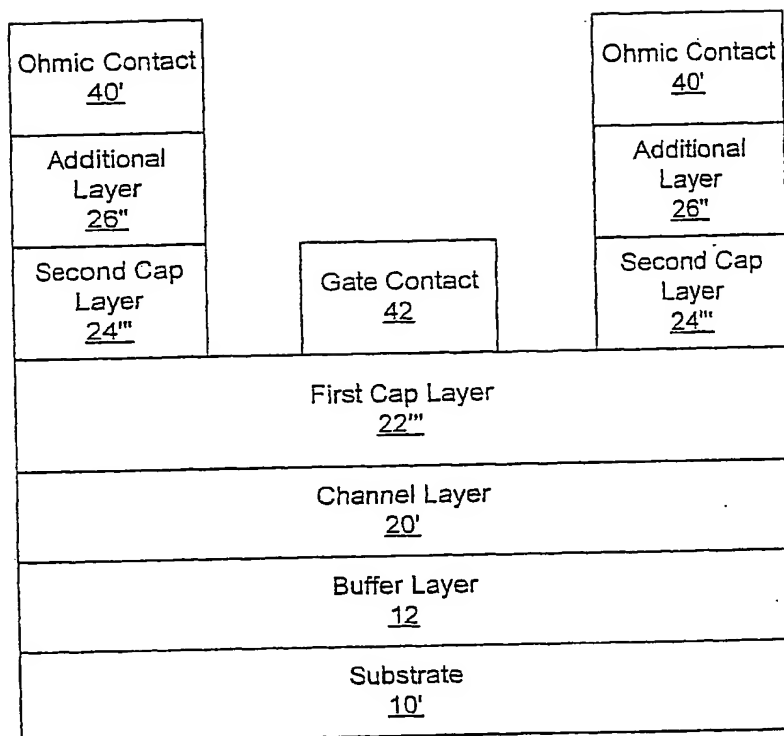 Ohmic Contact
40'
Ohmic Contact
40'
Additional
Layer
26"
Additional
Layer
26"
Second Cap
Layer
24'"
Gate Contact
42
Second Cap
Layer
24'"
First Cap Layer
22'"
Channel Layer
20'
Buffer Layer
12
Substrate
10'